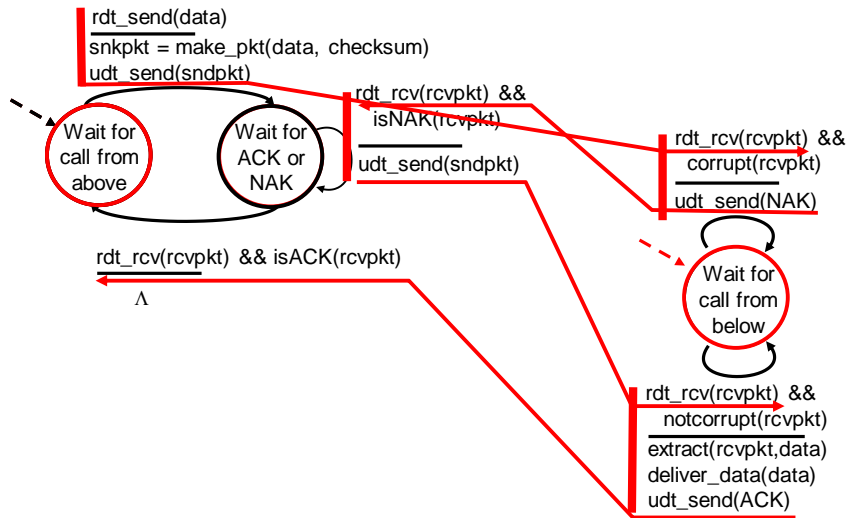 rdt_send(data)
snkpkt = make_pkt(data, checksum)
udt_send(sndpkt)
Wait for
call from
above
Wait for
ACK or
NAK
rdt_rcv(rcvpkt) &&
isNAK(rcvpkt)
udt_send(sndpkt)
rdt_rcv(rcvpkt) &&
corrupt(rcvpkt)
udt_send(NAK)
rdt_rcv(rcvpkt) && isACK(rcvpkt)
Λ
Wait for
call from
below
rdt_rcv(rcvpkt) &&
notcorrupt(rcvpkt)
extract(rcvpkt,data)
deliver_data(data)
udt_send(ACK)